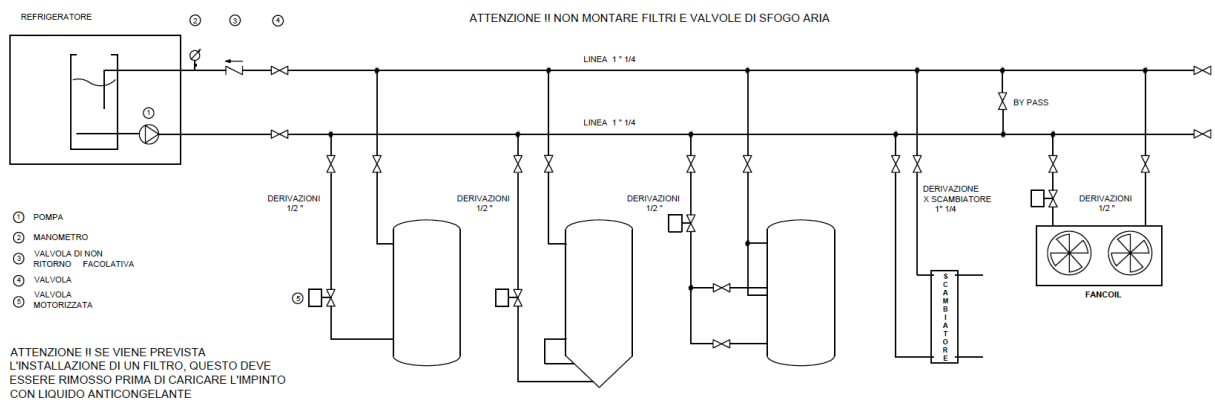 REFRIGERATORE
2
3
4
ATTENZIONE !! NON MONTARE FILTRI E VALVOLE DI SFOGO ARIA
LINEA 1 " 1/4
1
BY PASS
LINEA 1 " 1/4
DERIVAZIONI
1/2 "
DERIVAZIONI
1/2 "
DERIVAZIONI
1/2 "
DERIVAZIONE
X SCAMBIATORE
1" 1/4
DERIVAZIONI
1/2 "
1 POMPA
2 MANOMETRO
3 VALVOLA DI NON
RITORNO FACOLATIVA
4 VALVOLA
5 VALVOLA
MOTORIZZATA
5
SCAMBIATORE
FANCOIL
ATTENZIONE !! SE VIENE PREVISTA
L'INSTALLAZIONE DI UN FILTRO, QUESTO DEVE
ESSERE RIMOSSO PRIMA DI CARICARE L'IMPINTO
CON LIQUIDO ANTICONGELANTE